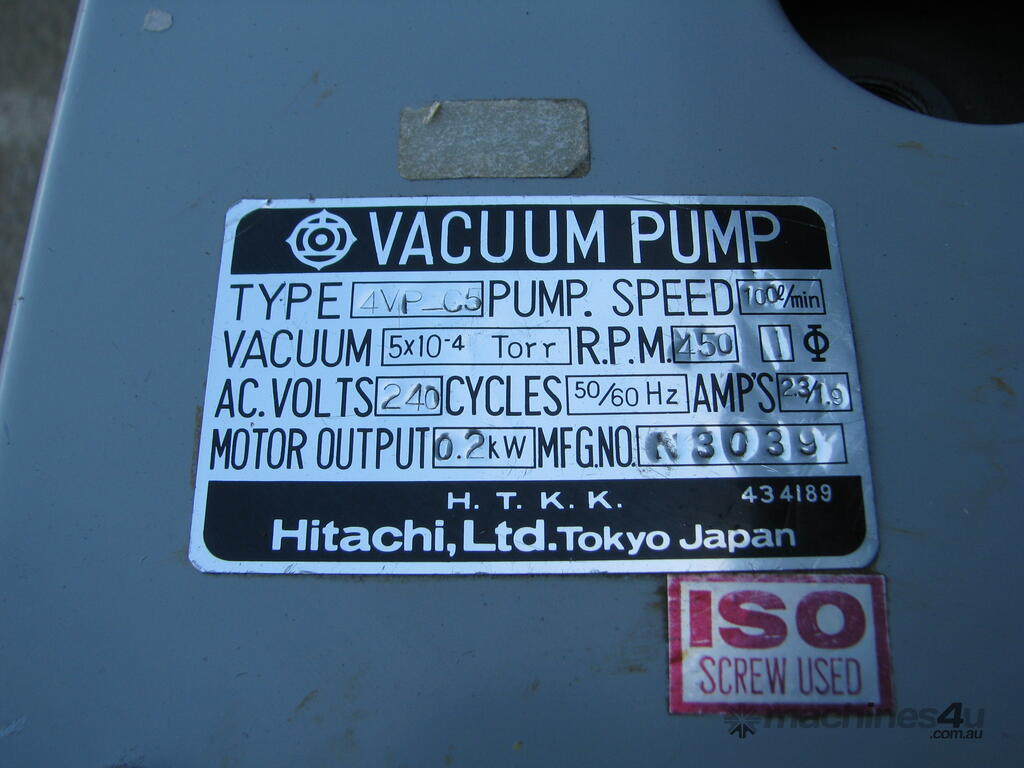 VACUUM PUMP
TYPE 4VP-C5 PUMP. SPEED 100ℓ/min
VACUUM 5x10-4 Torr R.P.M. 450 1 Φ
AC. VOLTS 240 CYCLES 50/60 Hz AMP'S 2.3/1.9
MOTOR OUTPUT 0.2kW MFG.NO. N3039
H. T. K. K. 434189
Hitachi, Ltd. Tokyo Japan
ISO
SCREW USED
machines4u
.com.au